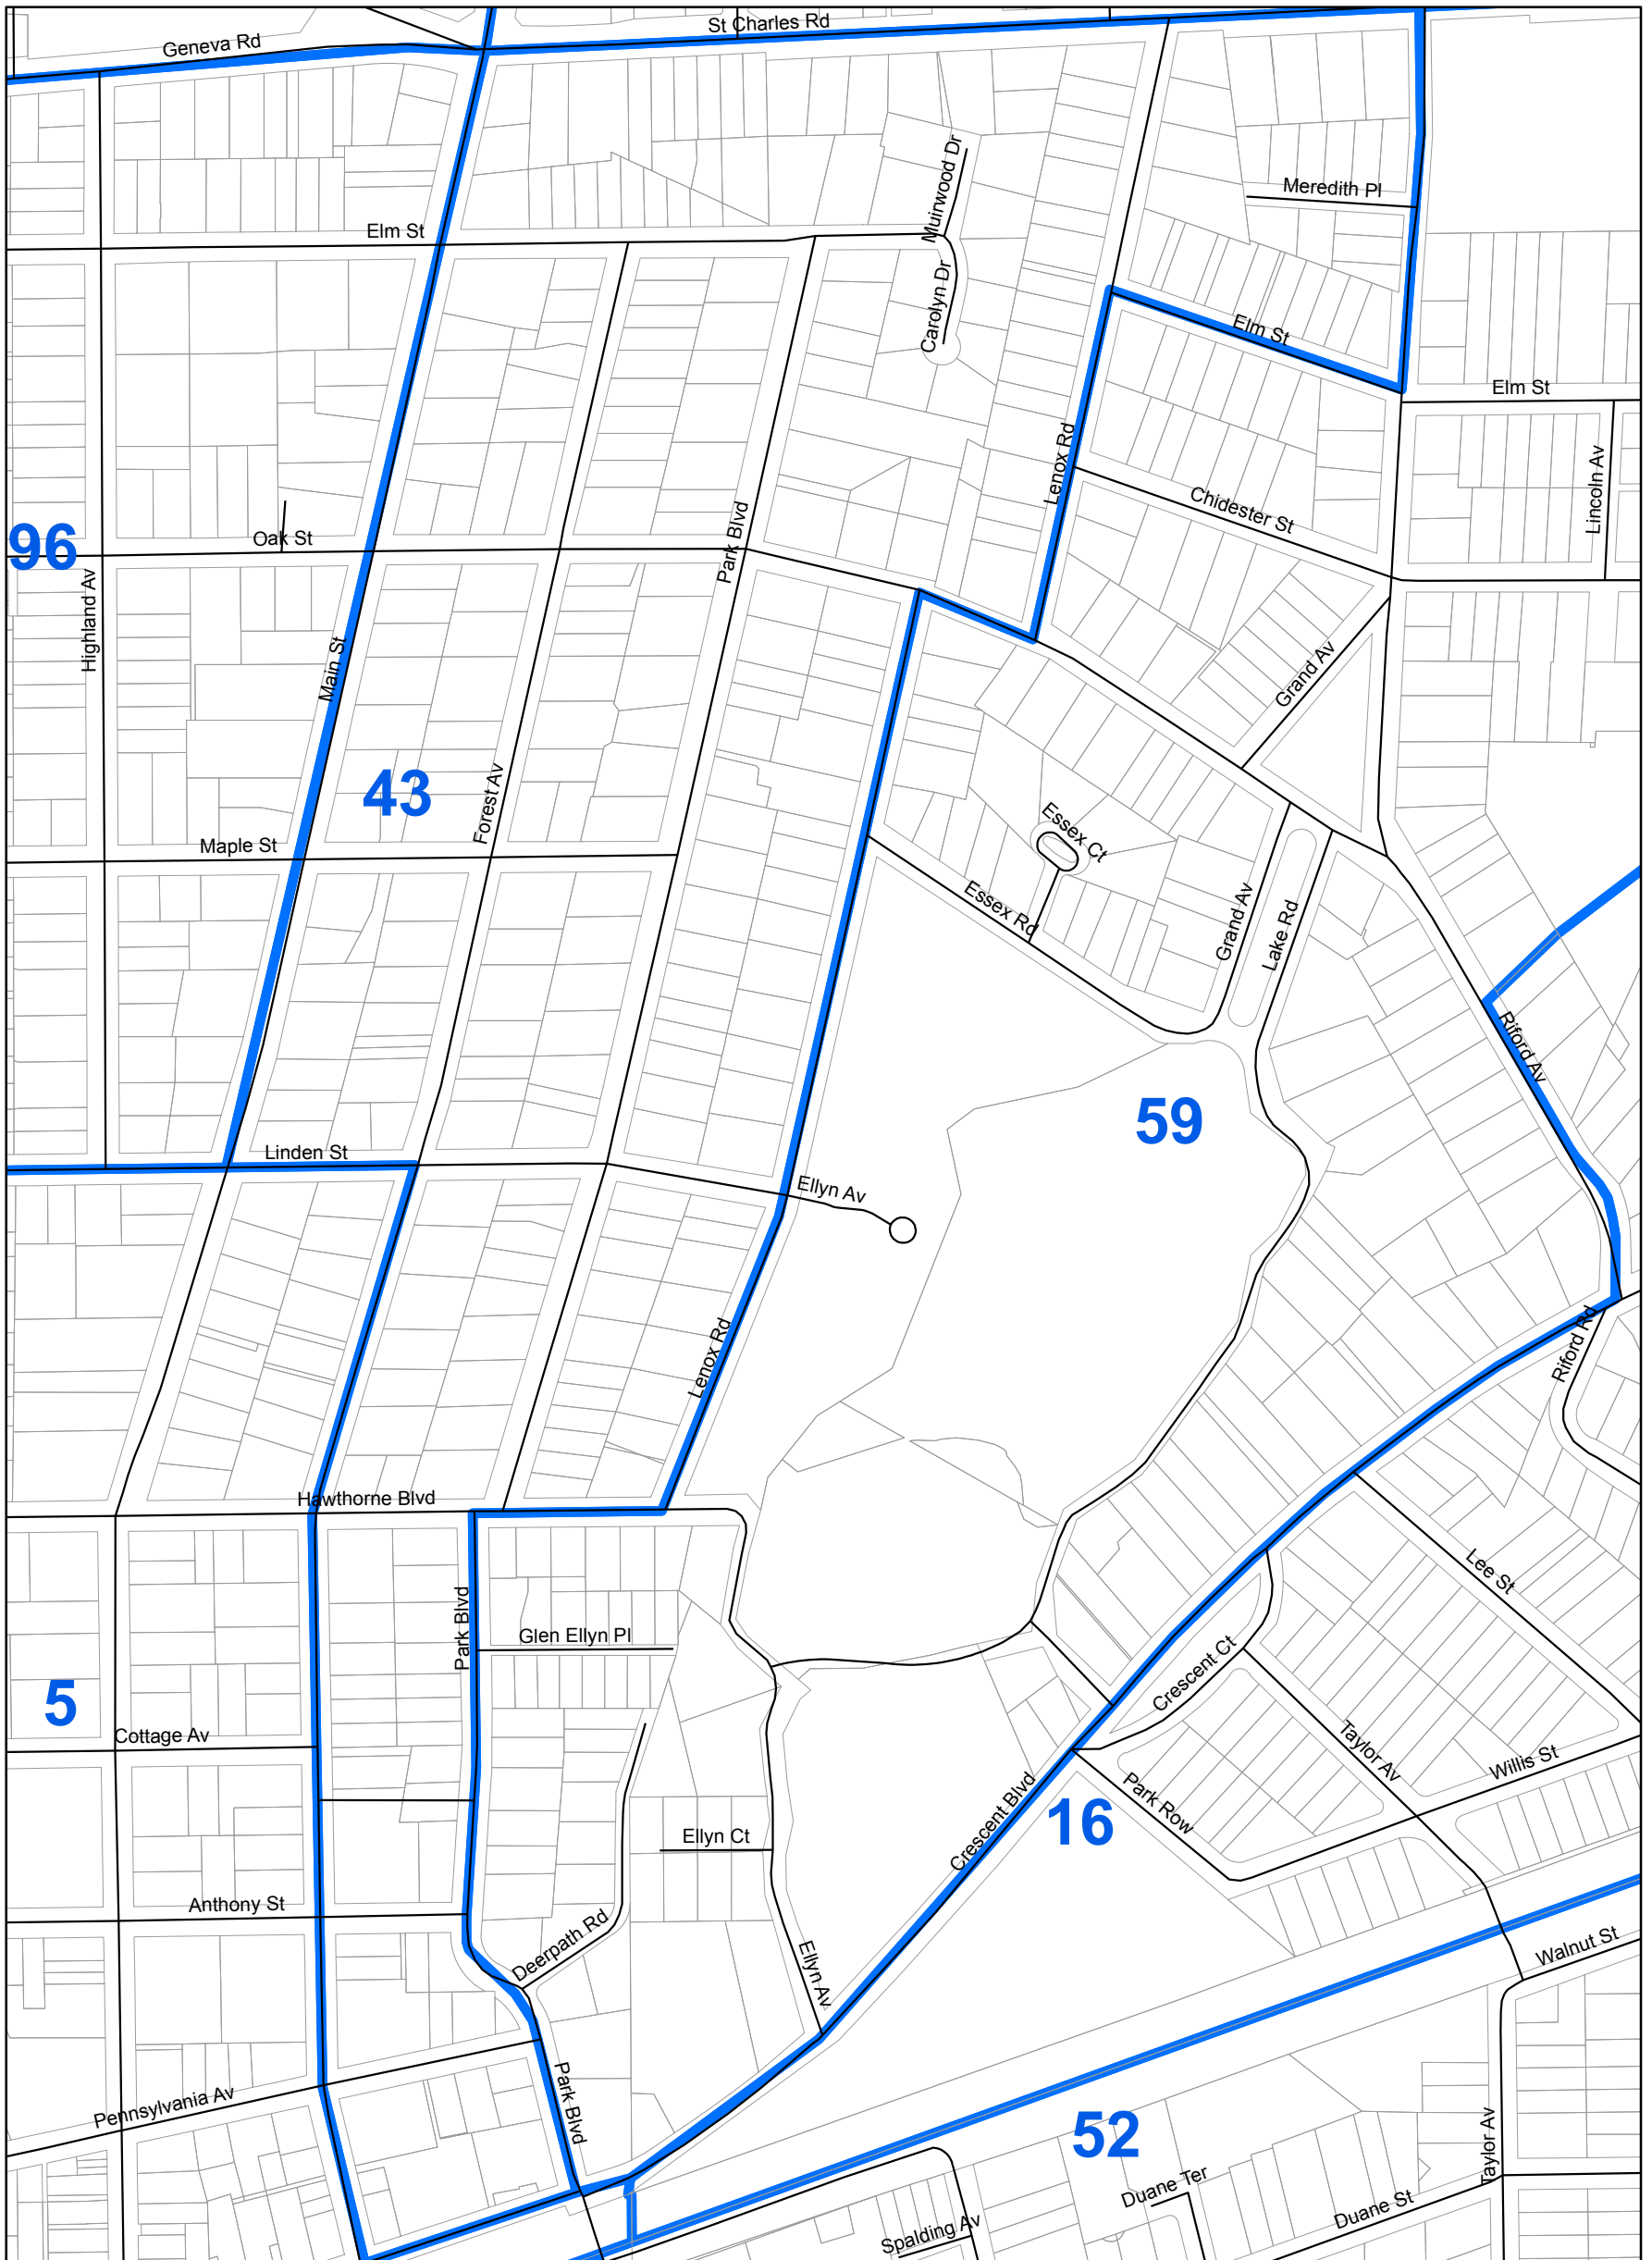 St Charles Rd
Geneva Rd
Muirwood Dr
Meredith Pl
Elm St
Carolyn Dr
Elm St
Elm St
Lenox Rd
Lincoln Av
Chidester St
Park Blvd
Oak St
96
Highland Av
Main St
Grand Av
43
Forest Av
Essex Ct
Maple St
Essex Rd
Grand Av
Lake Rd
Riford Av
59
Linden St
Ellyn Av
Lenox Rd
Riford Rd
Hawthorne Blvd
Lee St
Park Blvd
Glen Ellyn Pl
Crescent Ct
5
Cottage Av
Taylor Av
Willis St
Park Row
Crescent Blvd
16
Ellyn Ct
Anthony St
Deerpath Rd
Walnut St
Ellyn Av
Park Blvd
Pennsylvania Av
52
Taylor Av
Duane Ter
Duane St
Spalding Av